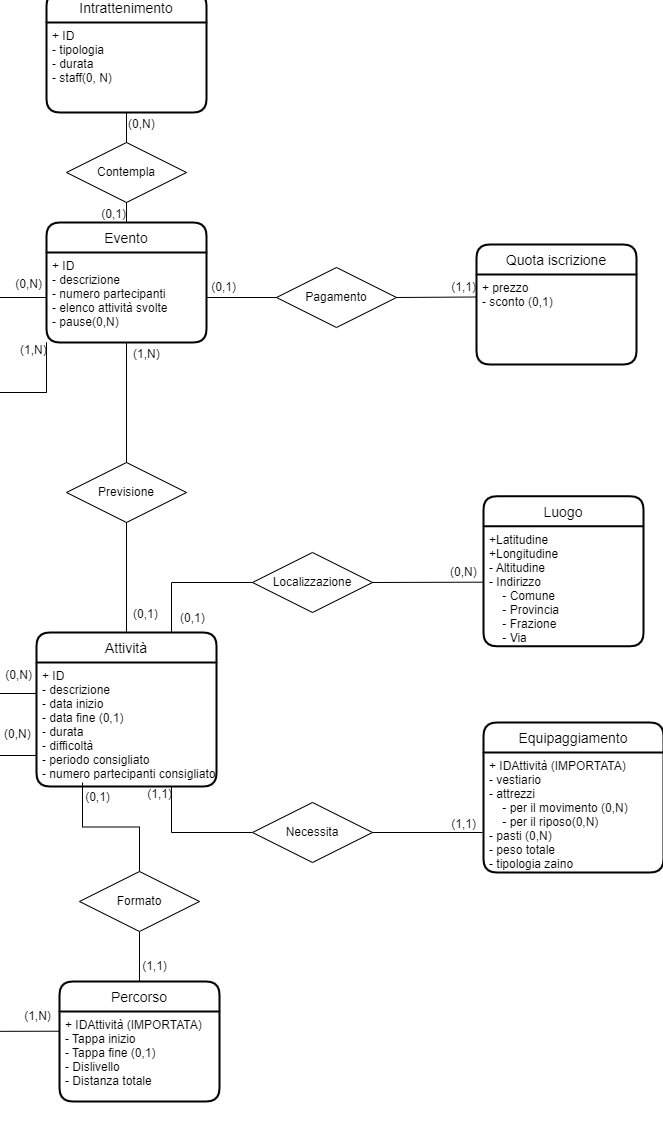 Intrattenimento
+ ID
- tipologia
- durata
- staff(0, N)
(0,N)
Contempla
(0,1)
Evento
+ ID
- descrizione
- numero partecipanti
- elenco attività svolte
- pause(0,N)
(0,N)
(0,1)
Pagamento
(1,1)
Quota iscrizione
+ prezzo
- sconto (0,1)
(1,N)
(1,N)
Previsione
(0,1)
(0,1)
Localizzazione
(0,N)
Luogo
+Latitudine
+Longitudine
- Altitudine
- Indirizzo
- Comune
- Provincia
- Frazione
- Via
Attività
+ ID
- descrizione
- data inizio
- data fine (0,1)
- durata
- difficoltà
- periodo consigliato
- numero partecipanti consigliato
(0,N)
(0,N)
(0,1)
(1,1)
Necessita
(1,1)
Equipaggiamento
+ IDAttività (IMPORTATA)
- vestiario
- attrezzi
- per il movimento (0,N)
- per il riposo(0,N)
- pasti (0,N)
- peso totale
- tipologia zaino
Formato
(1,1)
(1,N)
Percorso
+ IDAttività (IMPORTATA)
- Tappa inizio
- Tappa fine (0,1)
- Dislivello
- Distanza totale